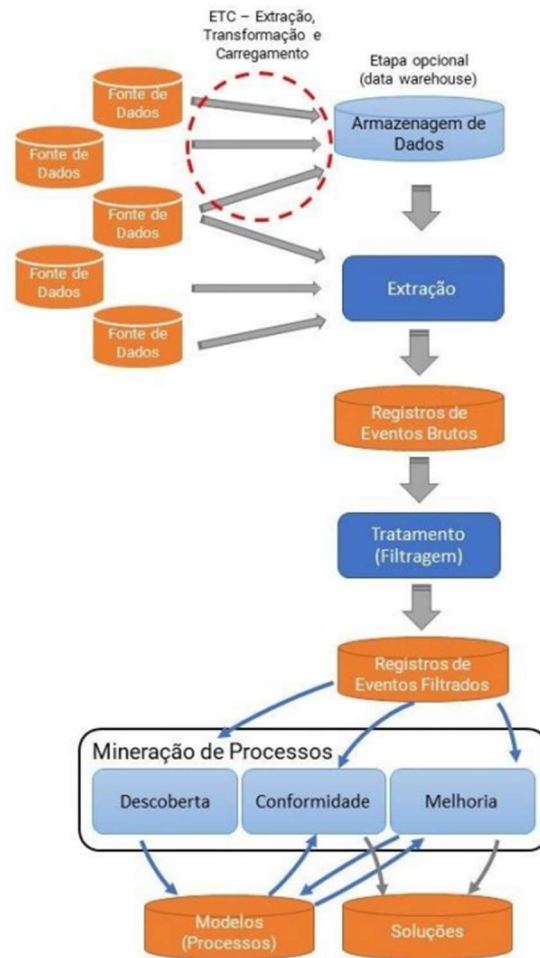 ETC – Extração,
Transformação e
Carregamento
Etapa opcional
(data warehouse)
Fonte de
Dados
Fonte de
Dados
Fonte de
Dados
Fonte de
Dados
Fonte de
Dados
Armazenagem de
Dados
Extração
Registros de
Eventos Brutos
Tratamento
(Filtragem)
Registros de
Eventos Filtrados
Mineração de Processos
Descoberta
Conformidade
Melhoria
Modelos
(Processos)
Soluções